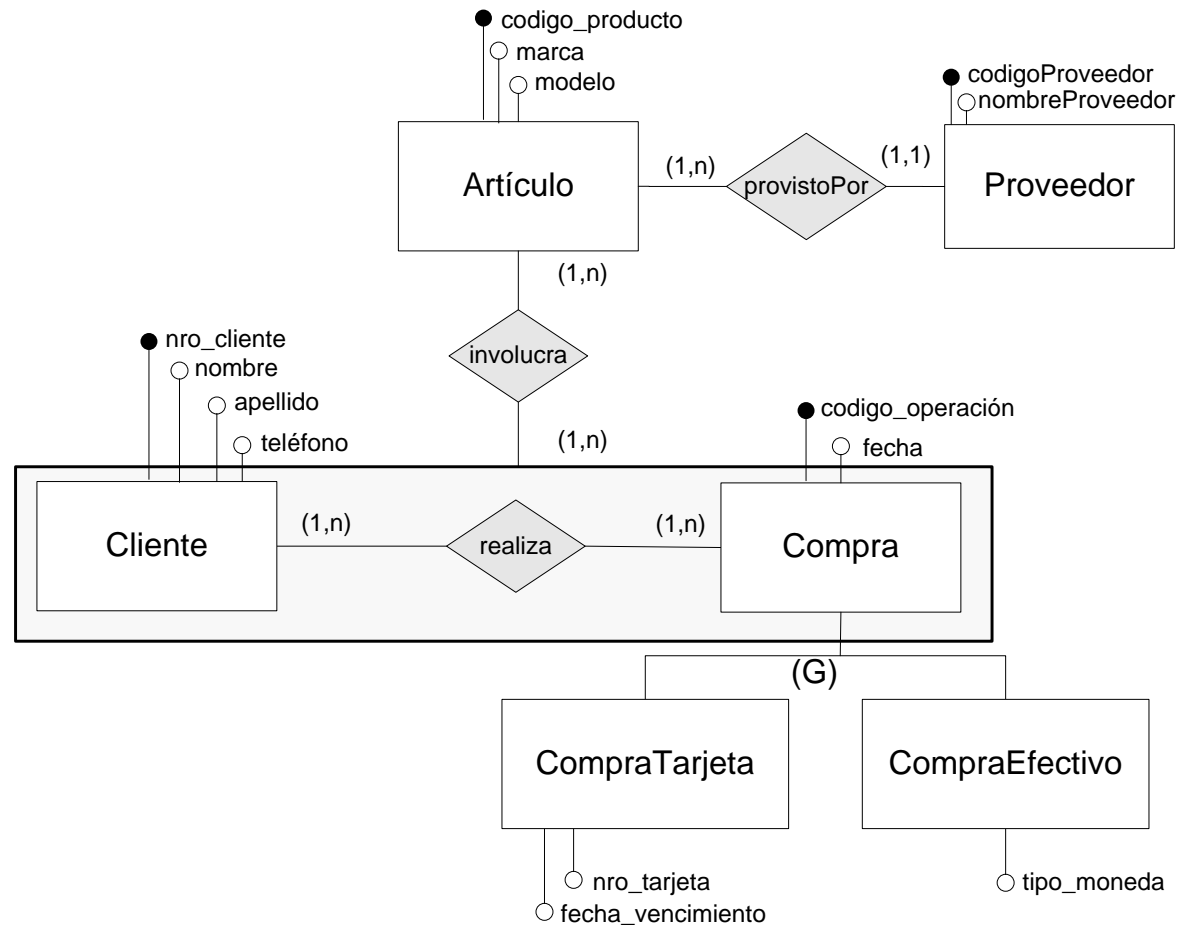 codigo_producto
marca
modelo
codigoProveedor
nombreProveedor
Artículo
(1,n)
provistoPor
(1,1)
Proveedor
(1,n)
involucra
(1,n)
nro_cliente
nombre
apellido
teléfono
codigo_operación
fecha
Cliente
(1,n)
realiza
(1,n)
Compra
(G)
CompraTarjeta
CompraEfectivo
nro_tarjeta
fecha_vencimiento
tipo_moneda